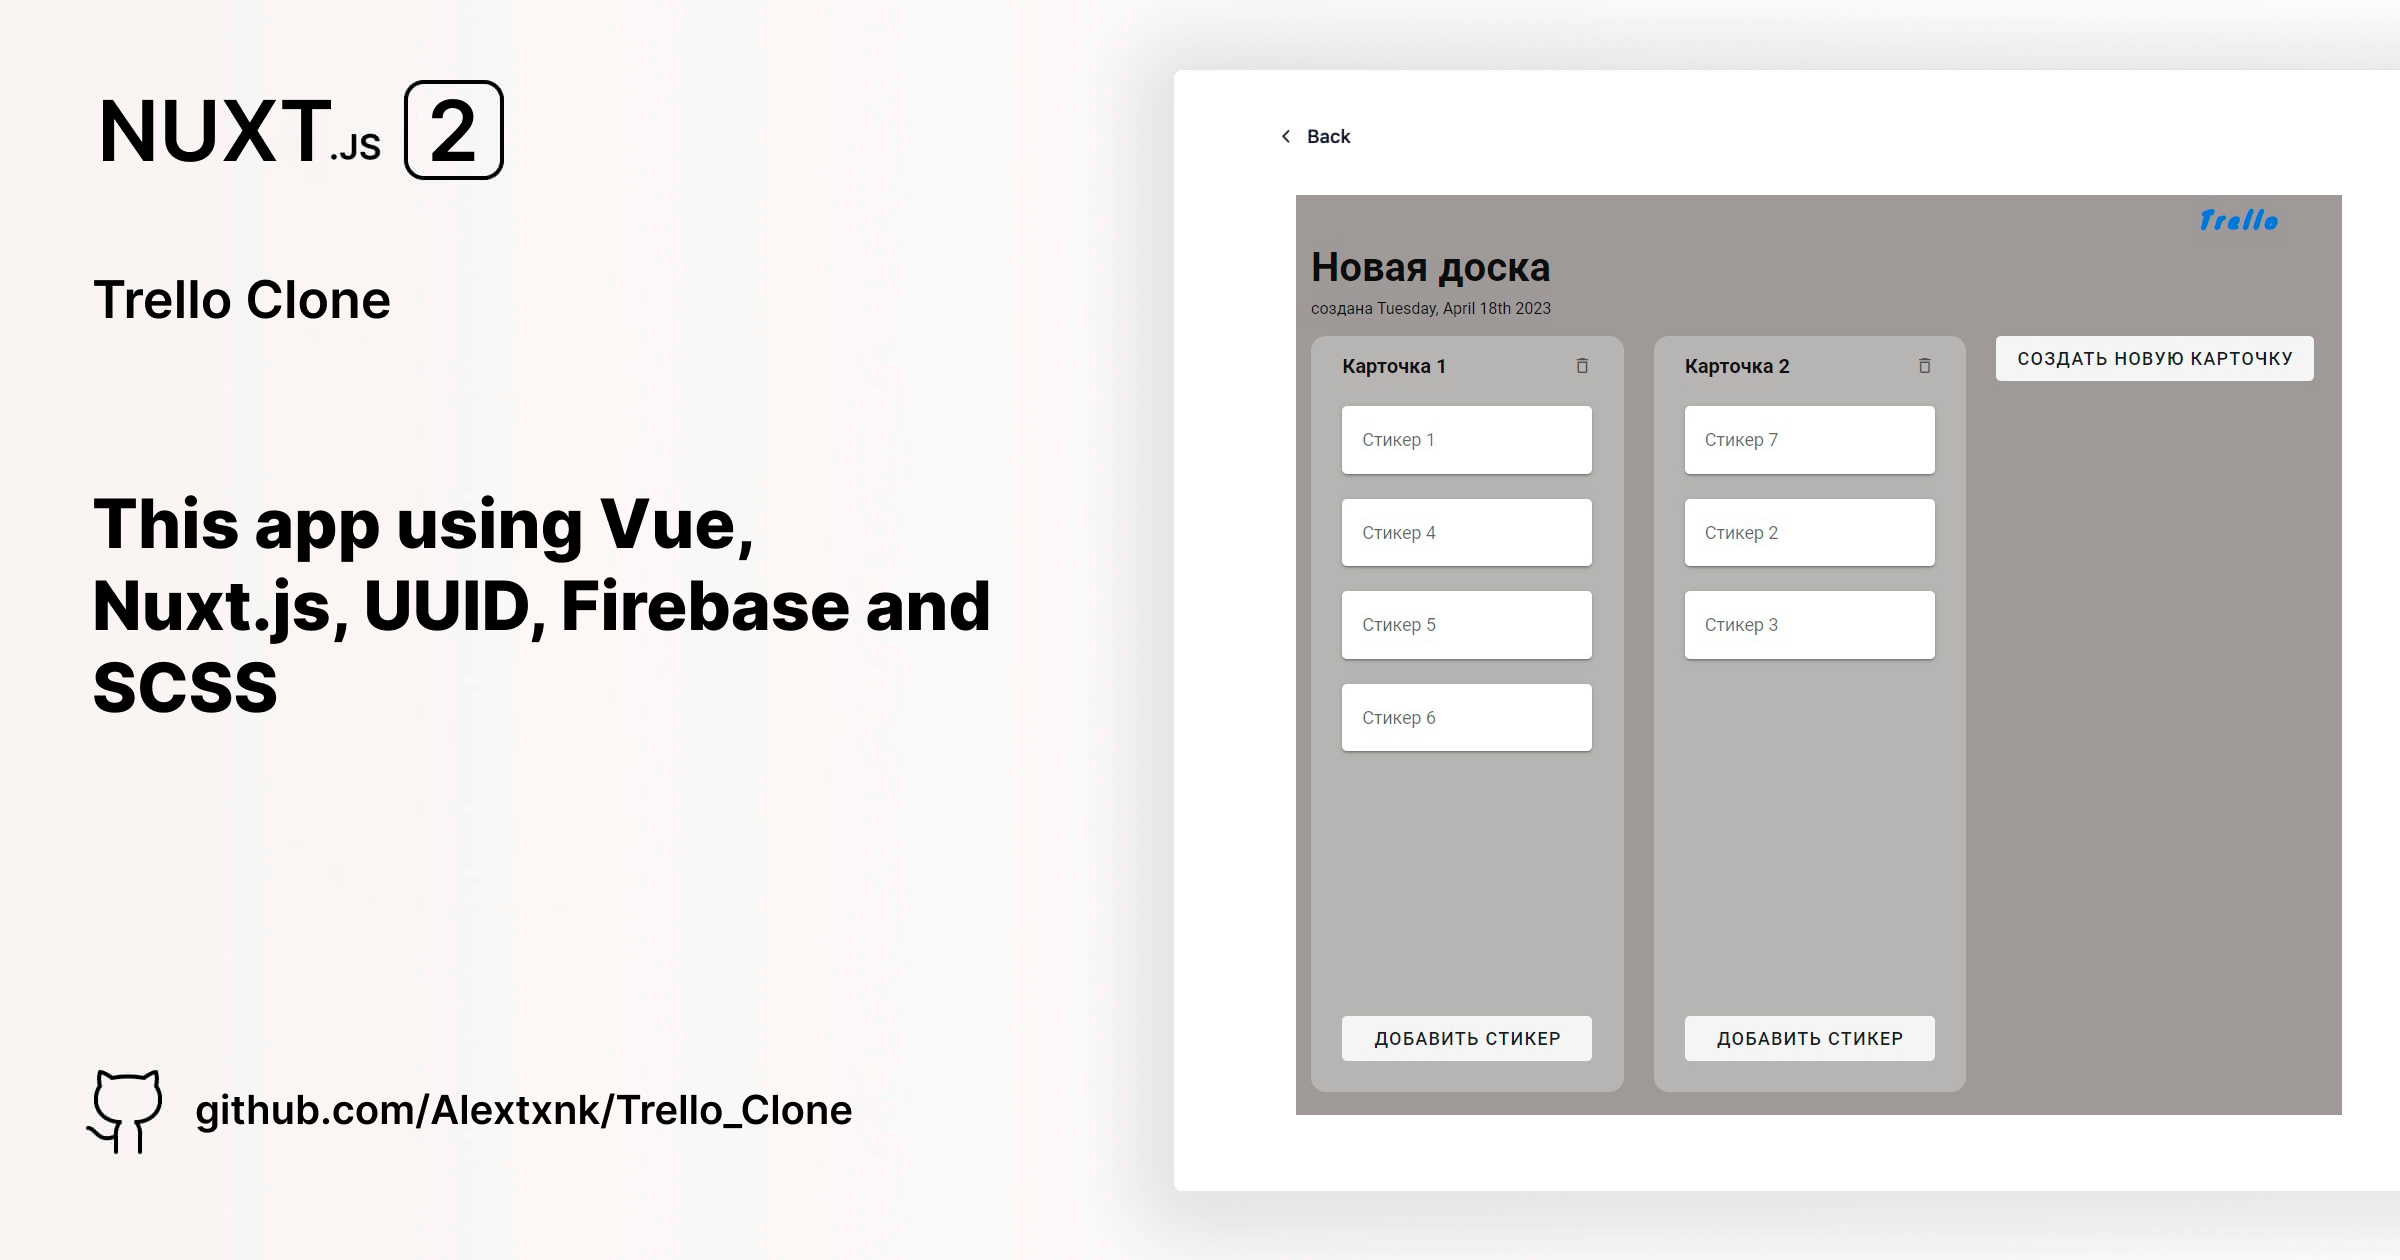 NUXT.JS 2
Trello Clone
This app using Vue,
Nuxt.js, UUID, Firebase and
SCSS
github.com/Alextxnk/Trello_Clone
Back
Trello
Новая доска
создана Tuesday, April 18th 2023
Карточка 1
Стикер 1
Стикер 4
Стикер 5
Стикер 6
ДОБАВИТЬ СТИКЕР
Карточка 2
Стикер 7
Стикер 2
Стикер 3
ДОБАВИТЬ СТИКЕР
СОЗДАТЬ НОВУЮ КАРТОЧКУ